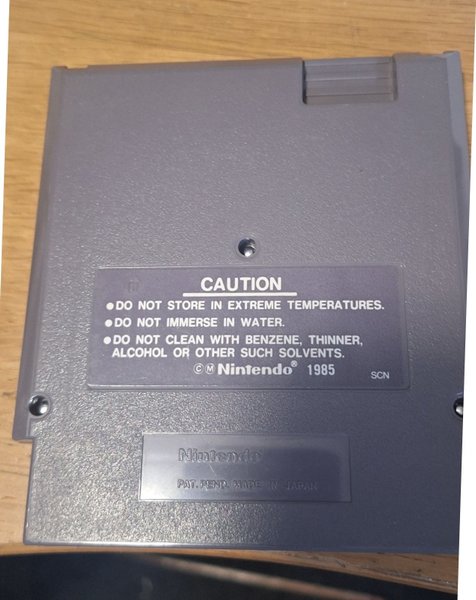 CAUTION
●DO NOT STORE IN EXTREME TEMPERATURES.
●DO NOT IMMERSE IN WATER.
●DO NOT CLEAN WITH BENZENE, THINNER,
ALCOHOL OR OTHER SUCH SOLVENTS.
ⒸⓂ Nintendo® 1985
SCN
Nintendo
PAT. PEND. MADE IN JAPAN